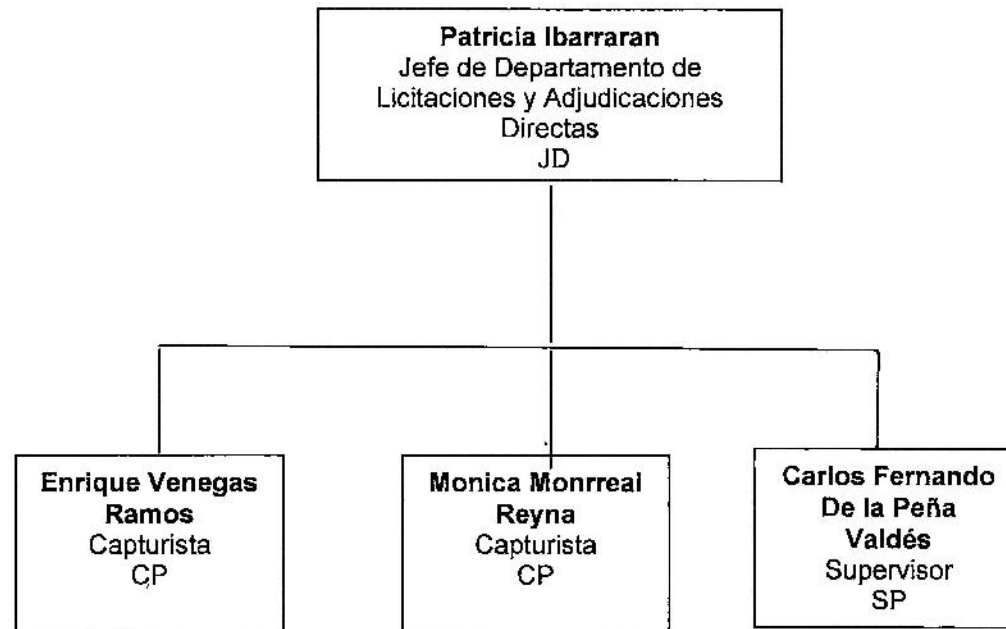 Patricia Ibarraran
Jefe de Departamento de
Licitaciones y Adjudicaciones
Directas
JD
Enrique Venegas
Ramos
Capturista
CP
Monica Monrreal
Reyna
Capturista
CP
Carlos Fernando
De la Peña
Valdés
Supervisor
SP